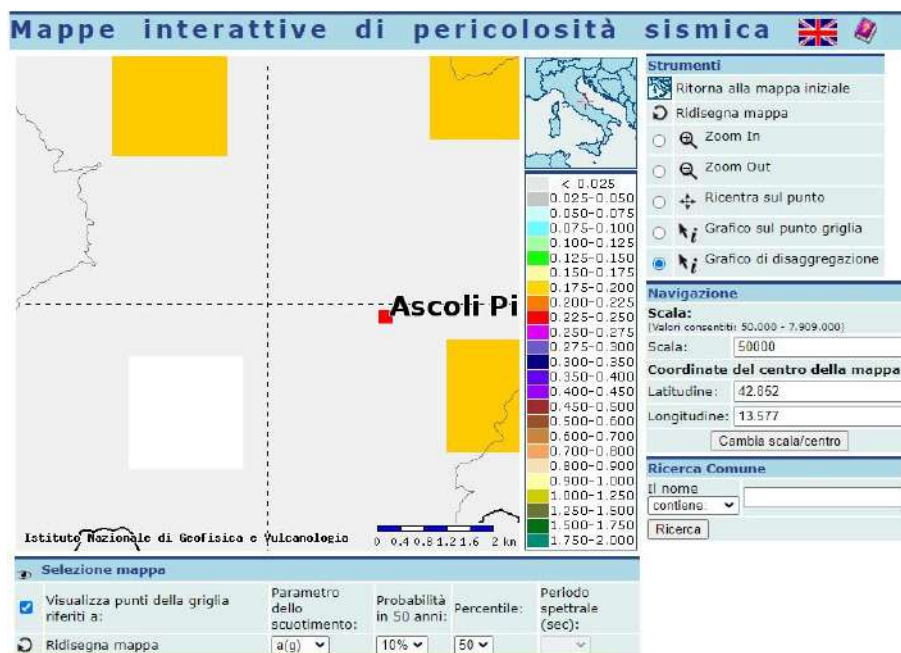 Mappe interattive di pericolosità sismica
Ascoli Pi
Istituto Nazionale di Geofisica e Vulcanologia
0 0.4 0.8 1.2 1.6 2 km
< 0.025
0.025-0.050
0.050-0.075
0.075-0.100
0.100-0.125
0.125-0.150
0.150-0.175
0.175-0.200
0.200-0.225
0.225-0.250
0.250-0.275
0.275-0.300
0.300-0.350
0.350-0.400
0.400-0.450
0.450-0.500
0.500-0.600
0.600-0.700
0.700-0.800
0.800-0.900
0.900-1.000
1.000-1.250
1.250-1.500
1.500-1.750
1.750-2.000
Strumenti
Ritorna alla mappa iniziale
Ridisegna mappa
Zoom In
Zoom Out
Ricentra sul punto
Grafico sul punto griglia
Grafico di disaggregazione
Navigazione
Scala:
(Valori consentiti: 50.000 - 7.909.000)
Scala: 50000
Coordinate del centro della mappa
Latitudine: 42.852
Longitudine: 13.577
Cambia scala/centro
Ricerca Comune
Il nome
contiene:
Ricerca
Selezione mappa
Visualizza punti della griglia riferiti a:
Parametro dello scuotimento:
Probabilità in 50 anni:
Percentile:
Periodo spettrale (sec):
Ridisegna mappa
a(g)
10%
50